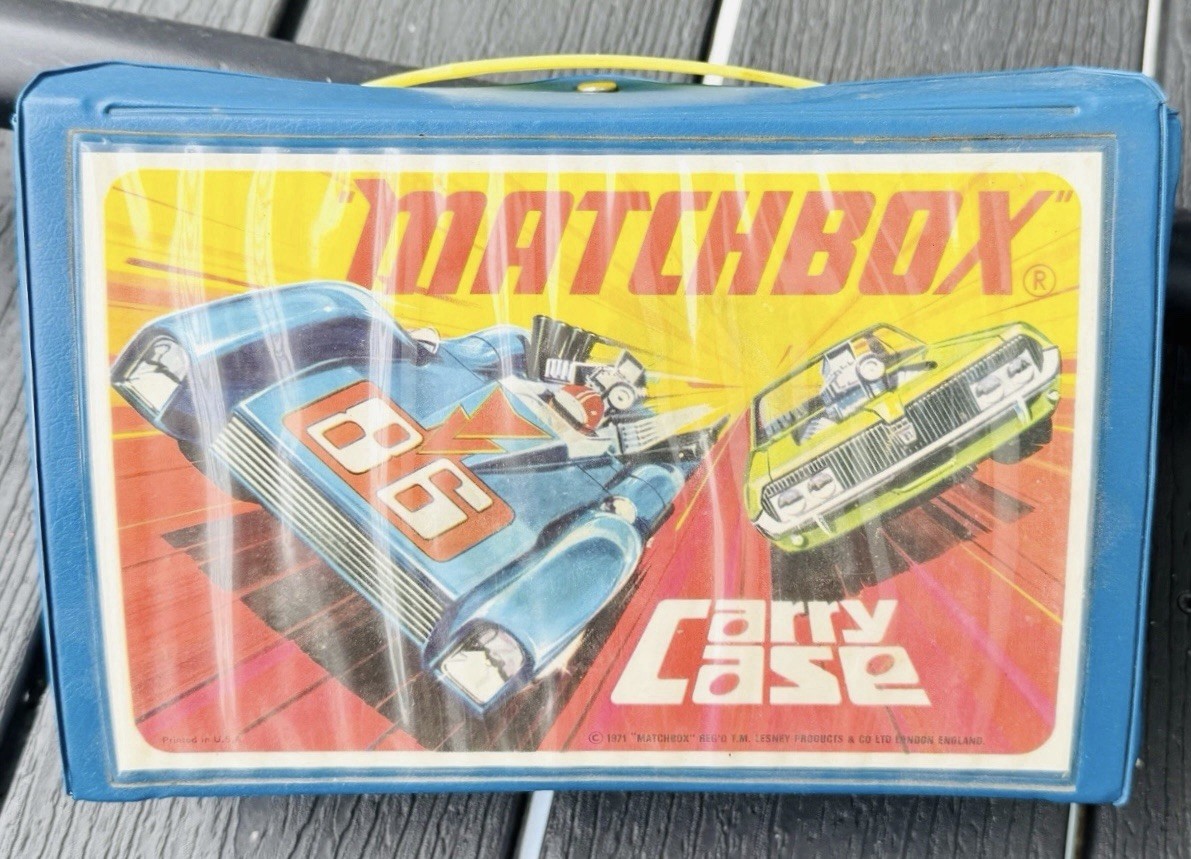 "MATCHBOX"®
86
Carry
Case
Printed in U.S.A.
© 1971 "MATCHBOX" REG'D T.M. LESNEY PRODUCTS & CO LTD LONDON ENGLAND